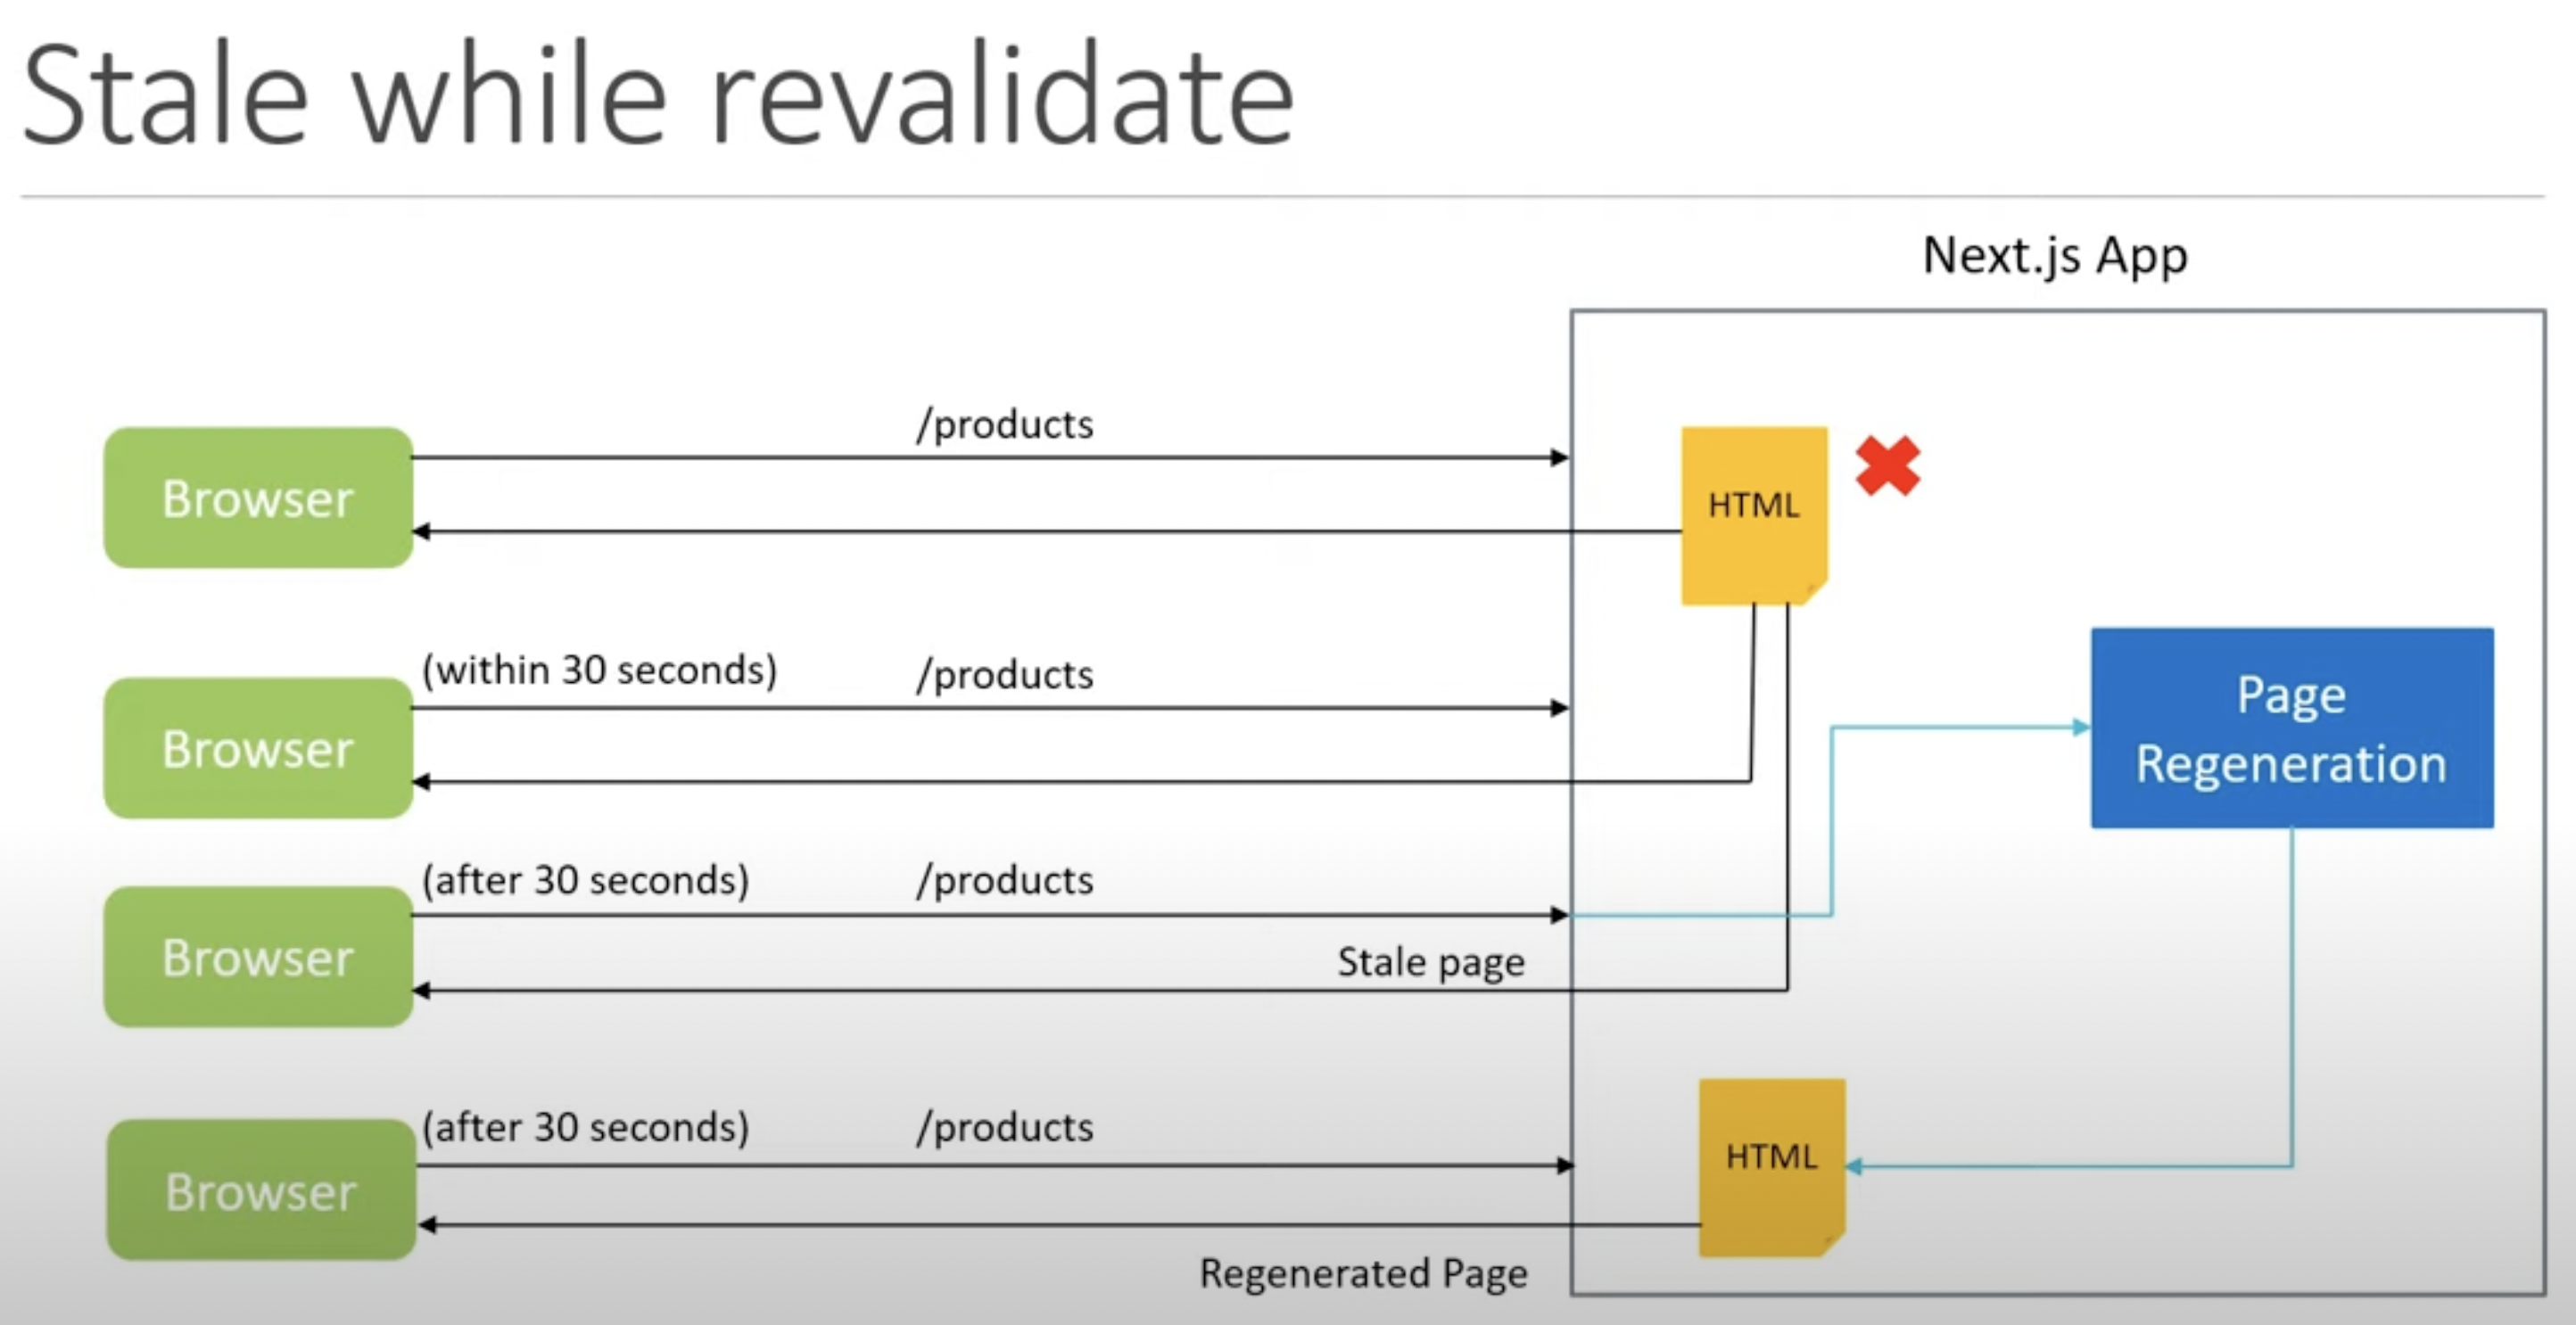 Stale while revalidate
Next.js App
/products
Browser
HTML
(within 30 seconds)
/products
Browser
Page
Regeneration
(after 30 seconds)
/products
Browser
Stale page
(after 30 seconds)
/products
Browser
HTML
Regenerated Page